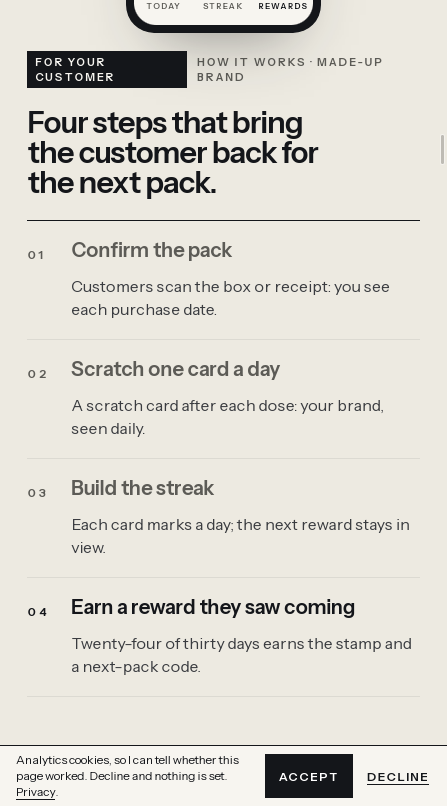 TODAY STREAK REWARDS
FOR YOUR
CUSTOMER
HOW IT WORKS · MADE-UP
BRAND
Four steps that bring
the customer back for
the next pack.
01 Confirm the pack
Customers scan the box or receipt: you see
each purchase date.
02 Scratch one card a day
A scratch card after each dose: your brand,
seen daily.
03 Build the streak
Each card marks a day; the next reward stays in
view.
04 Earn a reward they saw coming
Twenty-four of thirty days earns the stamp and
a next-pack code.
Analytics cookies, so I can tell whether this
page worked. Decline and nothing is set.
Privacy.
ACCEPT
DECLINE